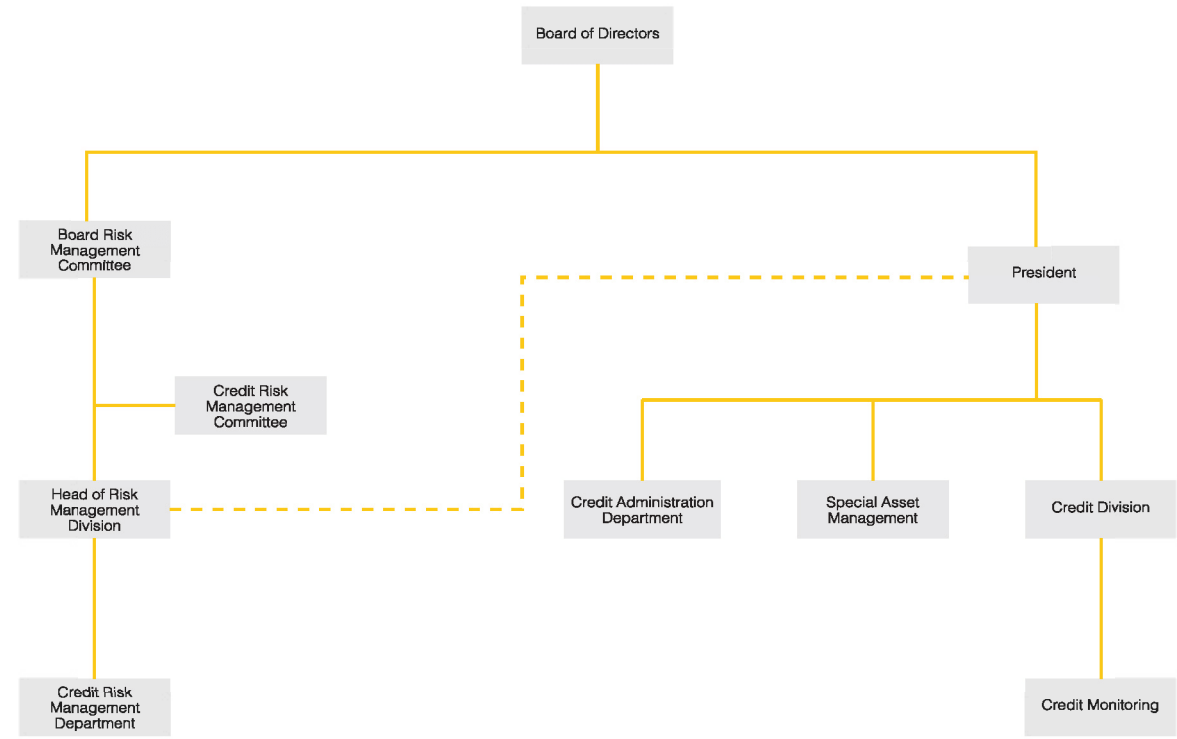 Board of Directors
Board Risk
Management
Committee
President
Credit Risk
Management
Committee
Head of Risk
Management
Division
Credit Administration
Department
Special Asset
Management
Credit Division
Credit Risk
Management
Department
Credit Monitoring